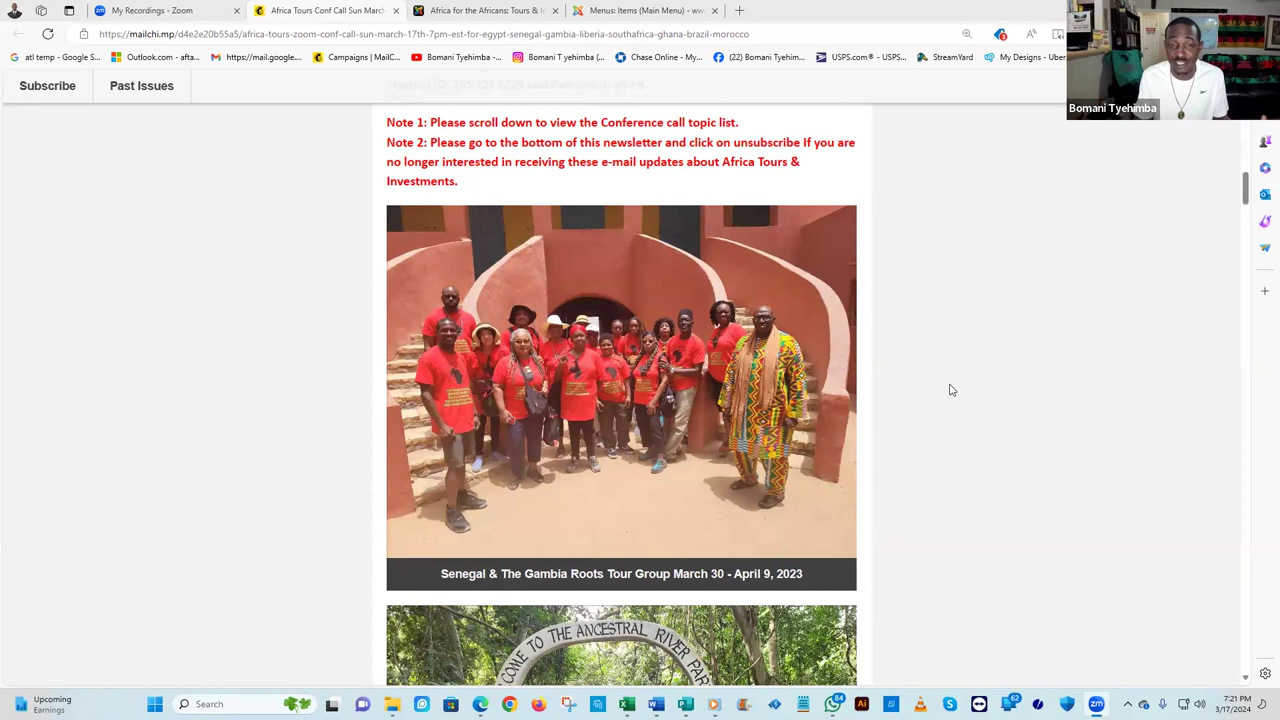 My Recordings - Zoom
Africa Tours Conf Call Sun March
Africa for the Africans: Tours & In
Menus: Items (Main Menu) - ww
https://mailchi.mp/d4e2e20b55a5/africa-tours-zoom-conf-call-sun-march-17th-7pm-est-for-egypt-senegal-gambia-liberia-southafrica-ghana-brazil-morocco
atl temp - Google S...
Outlook.com - afta...
https://mail.google....
Campaigns | MailC...
Bomani Tyehimba -...
Bomani T yehimba (...
Chase Online - My...
(22) Bomani Tyehim...
USPS.com® - USPS...
StreamYard
My Designs - Uber
Bomani Tyehimba
Subscribe
Past Issues
Note 1: Please scroll down to view the Conference call topic list.
Note 2: Please go to the bottom of this newsletter and click on unsubscribe If you are
no longer interested in receiving these e-mail updates about Africa Tours &
Investments.
Senegal & The Gambia Roots Tour Group March 30 - April 9, 2023
COME TO THE ANCESTRAL RIVER PAR
Upcoming
Earnings
Search
84
62
7:21 PM
3/17/2024